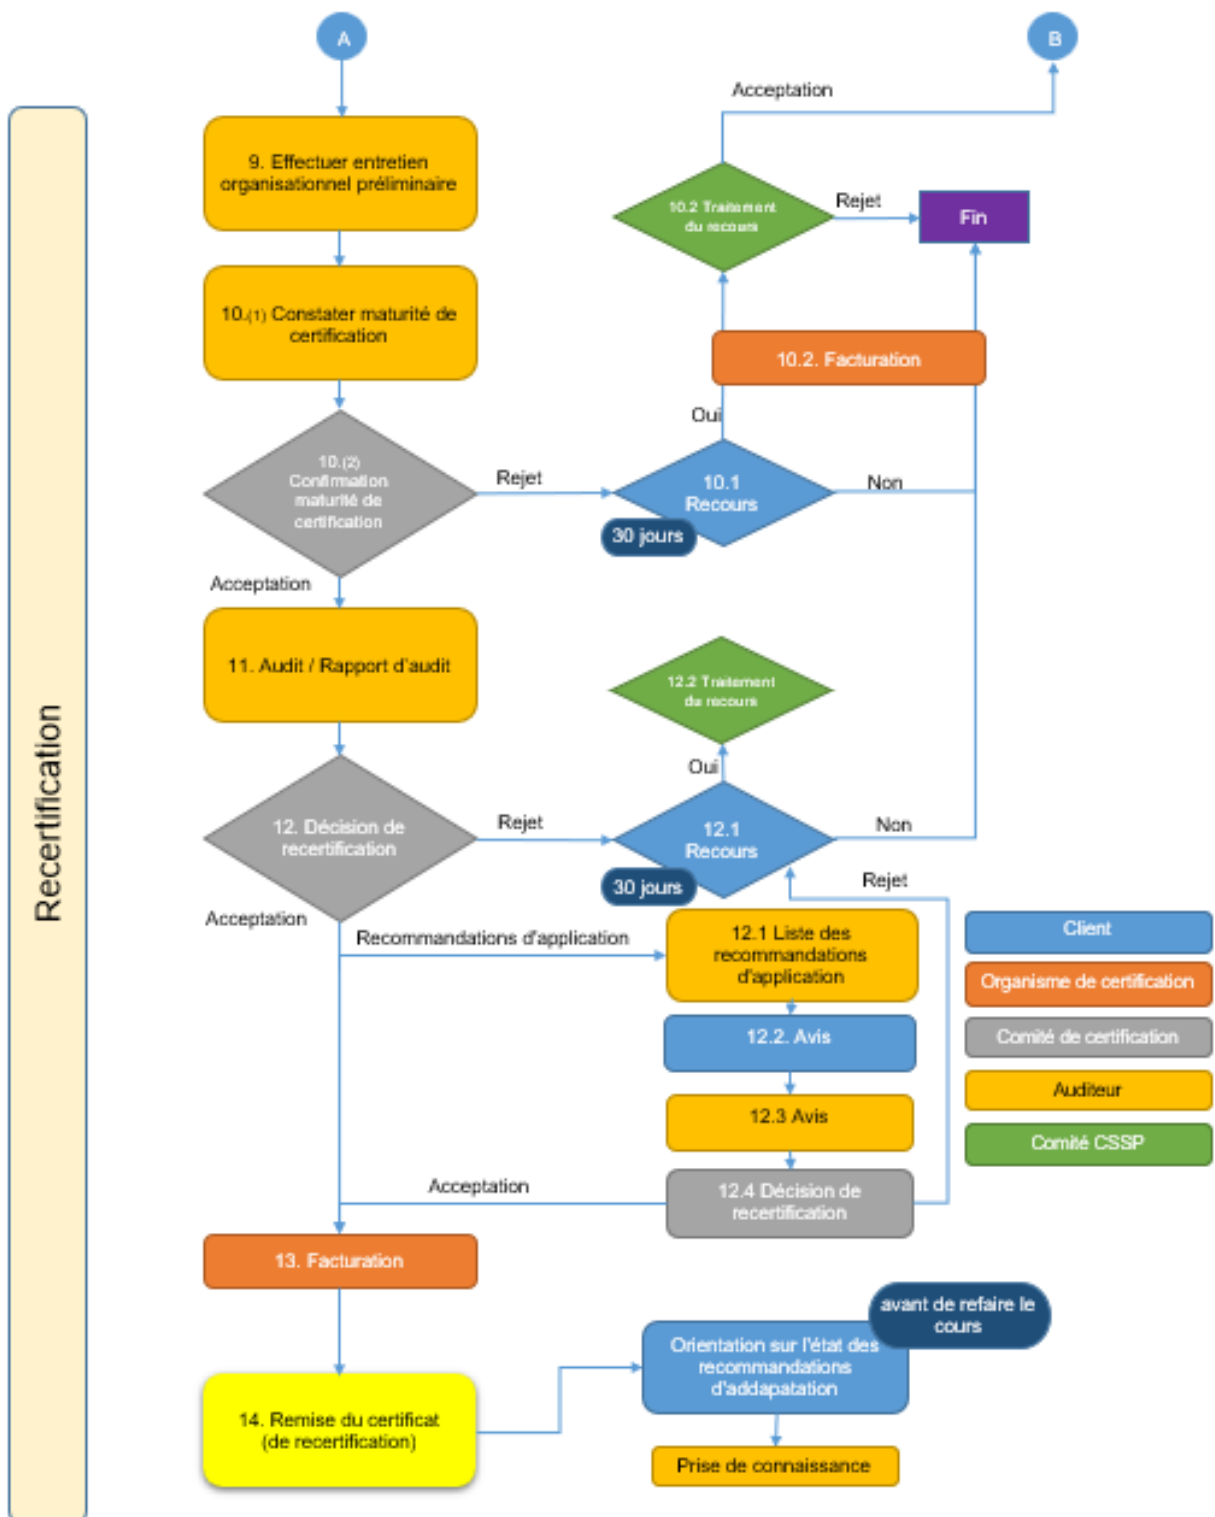 A
B
Acceptation
9. Effectuer entretien
organisationnel préliminaire
10.2 Traitement
du recours
Rejet
Fin
10.(1) Constater maturité de
certification
10.2. Facturation
Oui
10.(2)
Confirmation
maturité de
certification
Rejet
10.1
Recours
Non
30 jours
Acceptation
11. Audit / Rapport d'audit
12.2 Traitement
du recours
Oui
12. Décision de
recertification
Rejet
12.1
Recours
Non
30 jours
Rejet
Acceptation
Recommandations d'application
12.1 Liste des
recommandations
d'application
12.2. Avis
12.3 Avis
Acceptation
12.4 Décision de
recertification
Client
Organisme de certification
Comité de certification
Auditeur
Comité CSSP
13. Facturation
avant de refaire le
cours
Orientation sur l'état des
recommandations
d'addapatation
14. Remise du certificat
(de recertification)
Prise de connaissance
Recertification